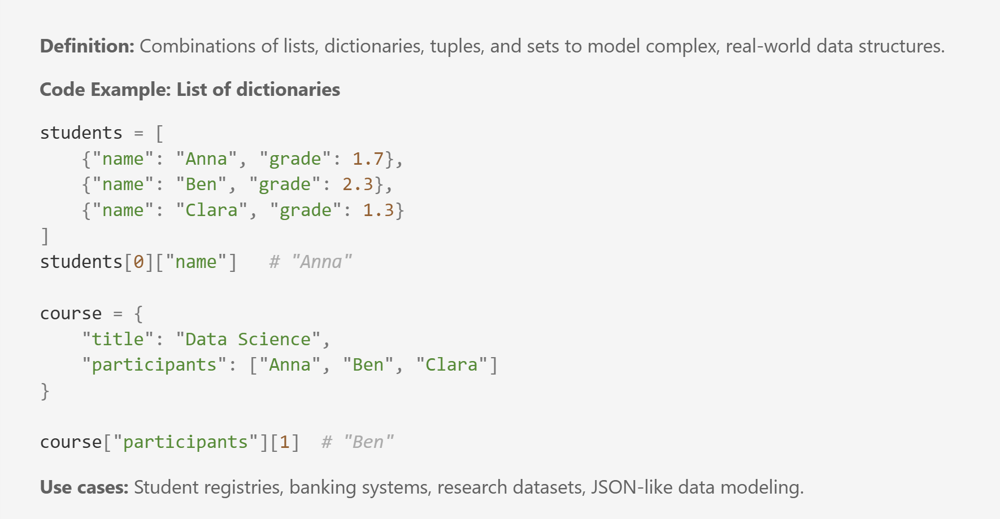 Definition: Combinations of lists, dictionaries, tuples, and sets to model complex, real-world data structures.
Code Example: List of dictionaries
students = [
    {"name": "Anna", "grade": 1.7},
    {"name": "Ben", "grade": 2.3},
    {"name": "Clara", "grade": 1.3}
]
students[0]["name"]   # "Anna"
course = {
    "title": "Data Science",
    "participants": ["Anna", "Ben", "Clara"]
}
course["participants"][1]  # "Ben"
Use cases: Student registries, banking systems, research datasets, JSON-like data modeling.